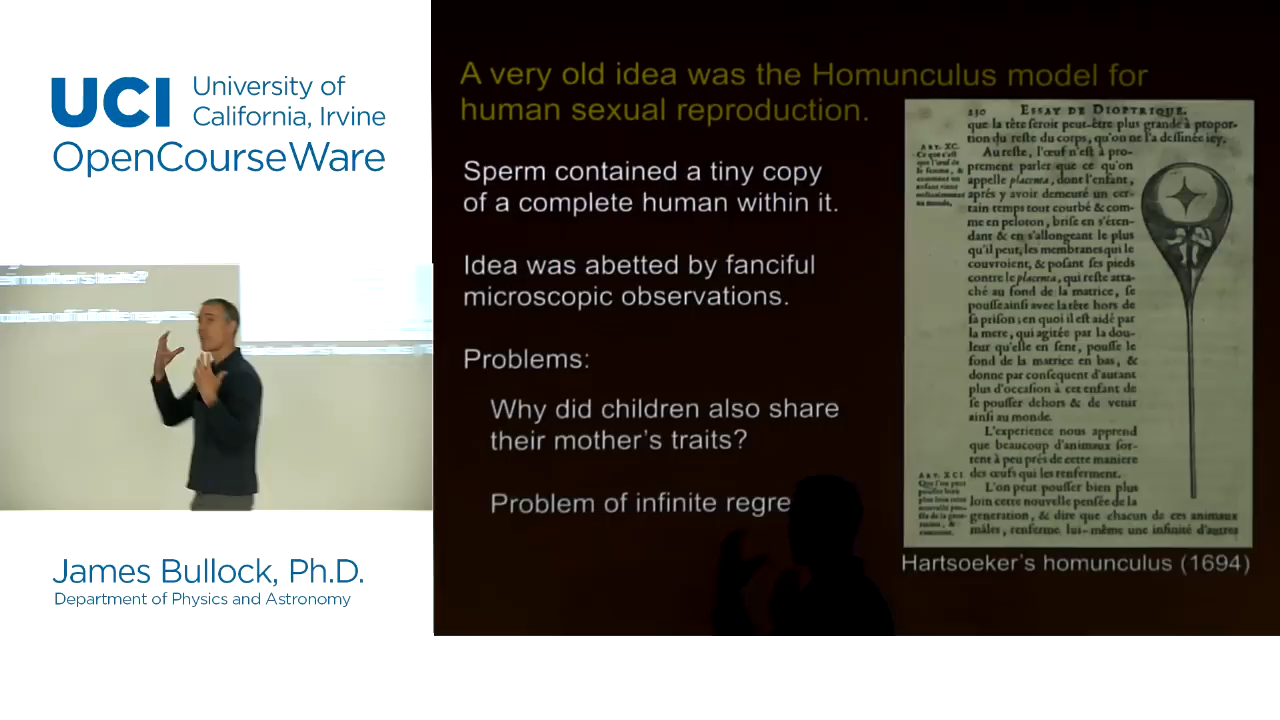 UCI University of
California, Irvine
OpenCourseWare
James Bullock, Ph.D.
Department of Physics and Astronomy
A very old idea was the Homunculus model for
human sexual reproduction.
Sperm contained a tiny copy
of a complete human within it.
Idea was abetted by fanciful
microscopic observations.
Problems:
Why did children also share
their mother's traits?
Problem of infinite regre
230 ESSAY DE DIOPTRIQUE.
que la tête seroit peut-être plus grande à propor-
tion du reste du corps, qu'on ne l'a dessinée icy.
Au reste, l'œuf n'est à pro-
prement parler que ce qu'on
appelle placenta, dont l'enfant,
aprés y avoir demeuré un cer-
tain temps tout courbé & com-
me en peloton, brise en s'éten-
dant & en s'allongeant le plus
qu'il peut, les membranes qui le
couvroient, & posant ses pieds
contre le placenta, qui reste atta-
ché au fond de la matrice, se
pousse ainsi avec la tête hors de
sa prison; en quoi il est aidé par
la mere, qui agitée par la dou-
leur qu'elle en sent, pousse le
fond de la matrice en bas, &
donne par consequent d'autant
plus d'occasion à cet enfant de
se pousser dehors & de venir
ainsi au monde.
L'experience nous apprend
que beaucoup d'animaux sor-
tent à peu prés de cette maniere
des œufs qui les renferment.
L'on peut pousser bien plus
loin cette nouvelle pensée de la
generation, & dire que chacun de ces animaux
mâles, renferme lui-même une infinité d'autres
ART. XC.
ART. XCI.
Hartsoeker's homunculus (1694)